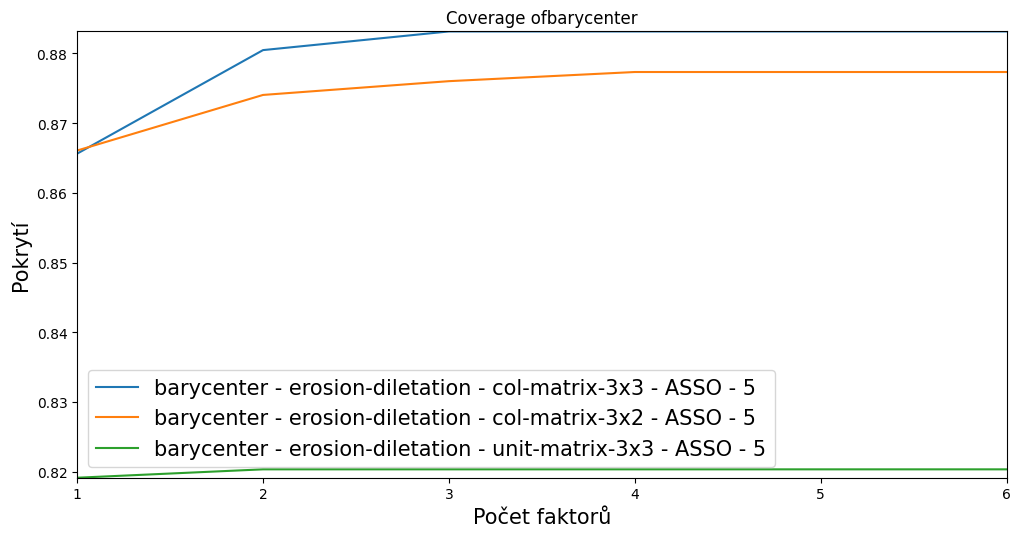 Coverage ofbarycenter
0.88
0.87
0.86
0.85
0.84
0.83
0.82
Pokrytí
barycenter - erosion-diletation - col-matrix-3x3 - ASSO - 5
barycenter - erosion-diletation - col-matrix-3x2 - ASSO - 5
barycenter - erosion-diletation - unit-matrix-3x3 - ASSO - 5
1 2 3 4 5 6
Počet faktorů